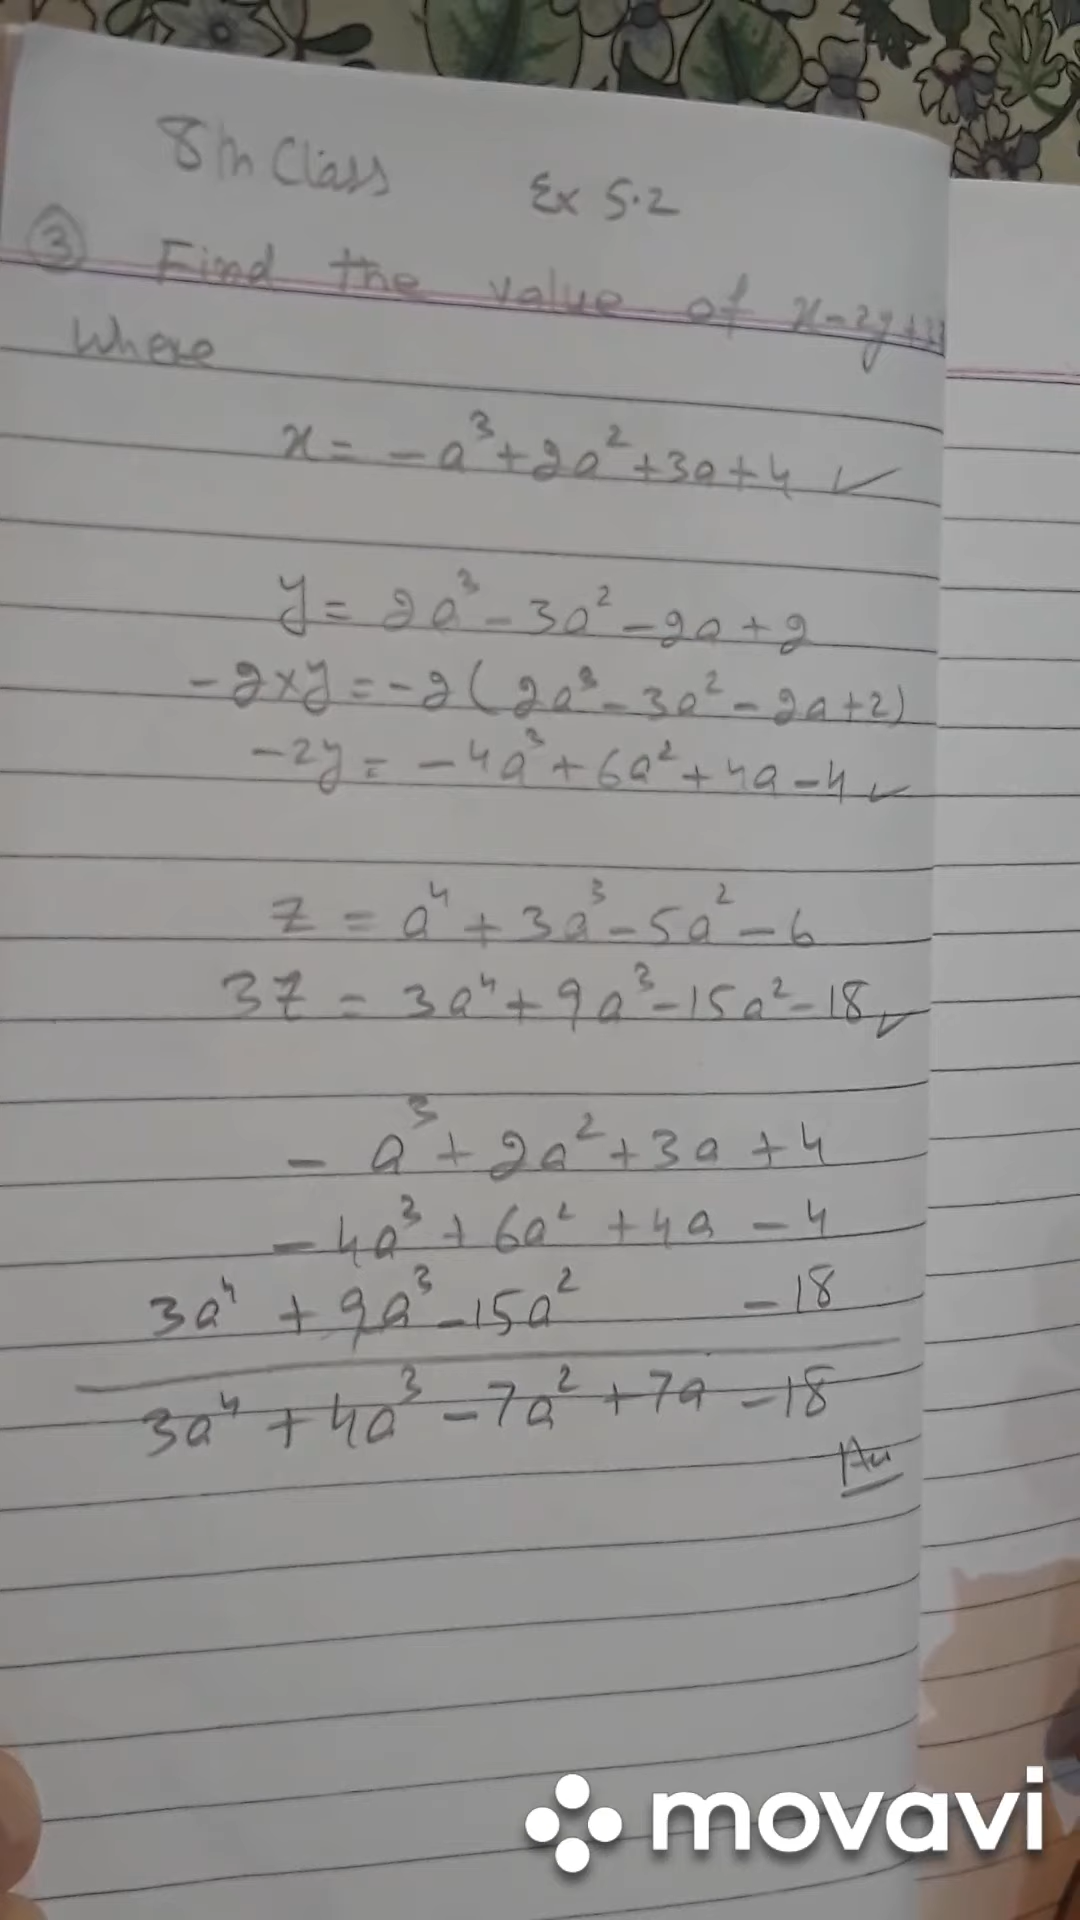 8th Class Ex 5.2
③ Find the value of x-2y+3z
Where
x = -a³+2a²+3a+4 ✓
y = 2a³-3a²-2a+2
-2×y = -2(2a³-3a²-2a+2)
-2y = -4a³+6a²+4a-4 ✓
z = a⁴+3a³-5a²-6
3z = 3a⁴+9a³-15a²-18 ✓
- a³+2a²+3a+4
-4a³+6a²+4a-4
3a⁴+9a³-15a² -18
3a⁴+4a³-7a²+7a-18
Ans
movavi